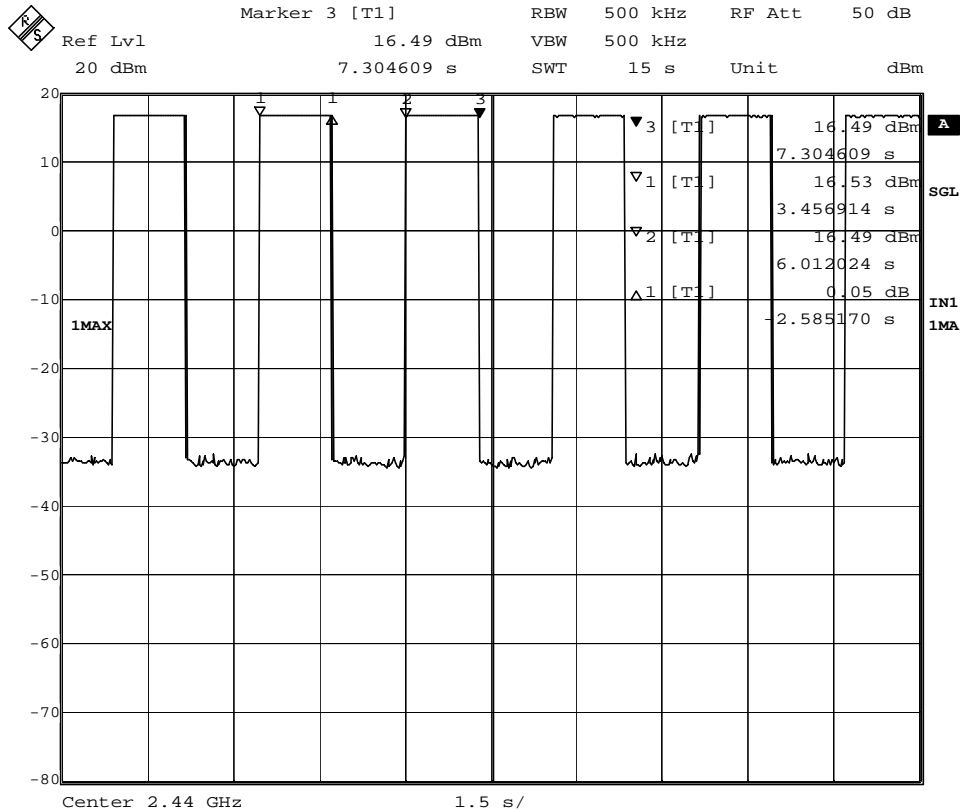 R S
Marker 3 [T1] RBW 500 kHz RF Att 50 dB
Ref Lvl 16.49 dBm VBW 500 kHz
20 dBm 7.304609 s SWT 15 s Unit dBm
20
1 1 2 3
3 [T1] 16.49 dBm A
10
7.304609 s
1 [T1] 16.53 dBm
SGL
3.456914 s
0
2 [T1] 16.49 dBm
6.012024 s
-10
1 [T1] 0.05 dB
IN1
1MAX -2.585170 s 1MA
-20
-30
-40
-50
-60
-70
-80
Center 2.44 GHz 1.5 s/